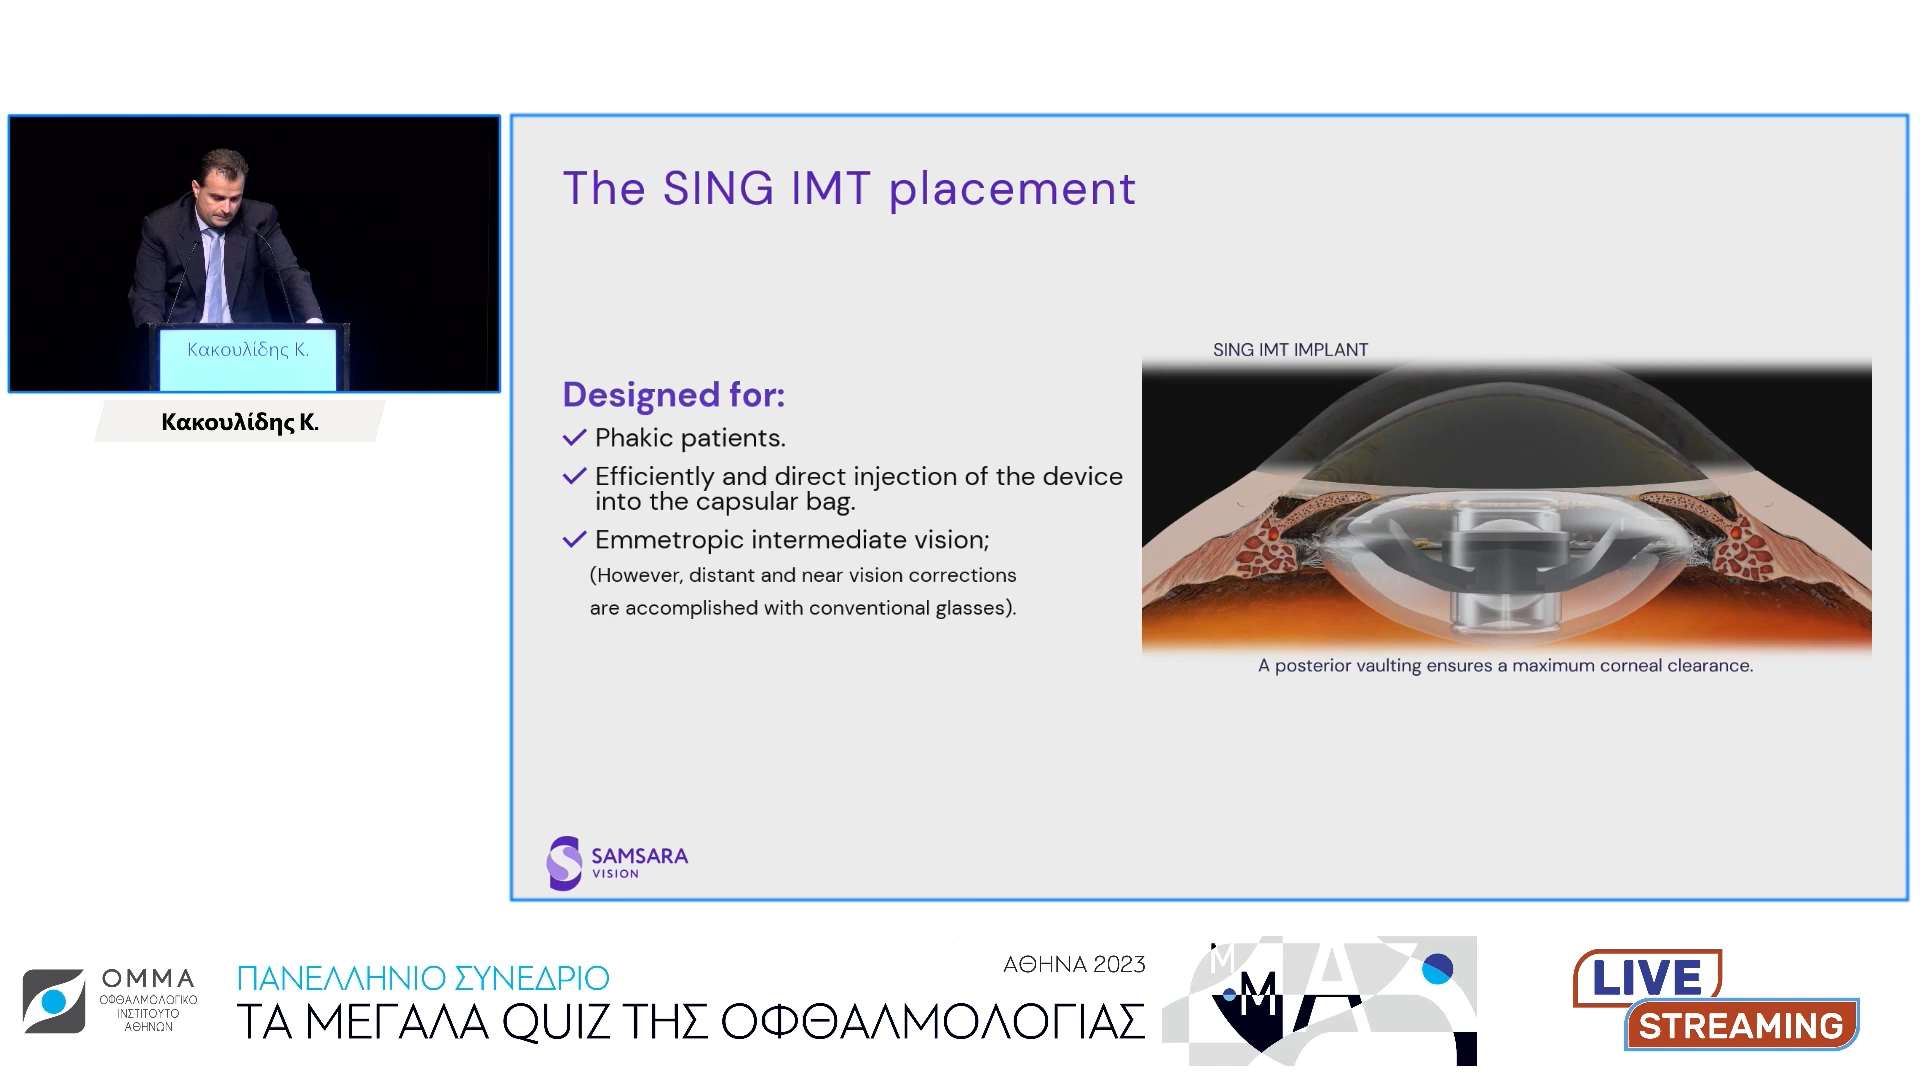 Κακουλίδης Κ.
Κακουλίδης Κ.
The SING IMT placement
Designed for:
Phakic patients.
Efficiently and direct injection of the device
into the capsular bag.
Emmetropic intermediate vision;
(However, distant and near vision corrections
are accomplished with conventional glasses).
SING IMT IMPLANT
A posterior vaulting ensures a maximum corneal clearance.
SAMSARA
VISION
ΟΜΜΑ
ΟΦΘΑΛΜΟΛΟΓΙΚΟ
ΙΝΣΤΙΤΟΥΤΟ
ΑΘΗΝΩΝ
ΠΑΝΕΛΛΗΝΙΟ ΣΥΝΕΔΡΙΟ
ΑΘΗΝΑ 2023
ΤΑ ΜΕΓΑΛΑ QUIZ ΤΗΣ ΟΦΘΑΛΜΟΛΟΓΙΑΣ
LIVE
STREAMING